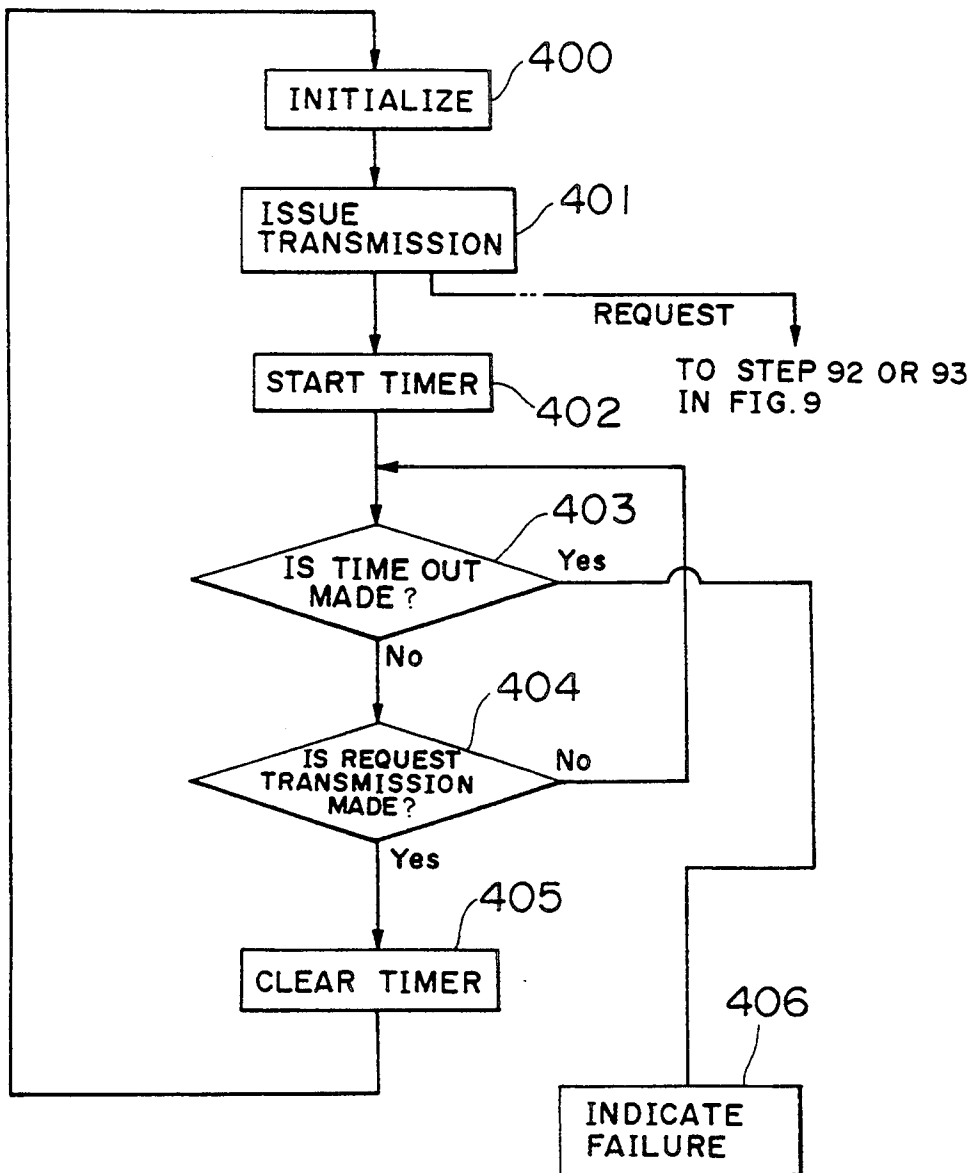 400
INITIALIZE
401
ISSUE
TRANSMISSION
REQUEST
TO STEP 92 OR 93
IN FIG. 9
START TIMER
402
403
IS TIME OUT
MADE?
Yes
No
404
IS REQUEST
TRANSMISSION
MADE?
No
Yes
405
CLEAR TIMER
406
INDICATE
FAILURE